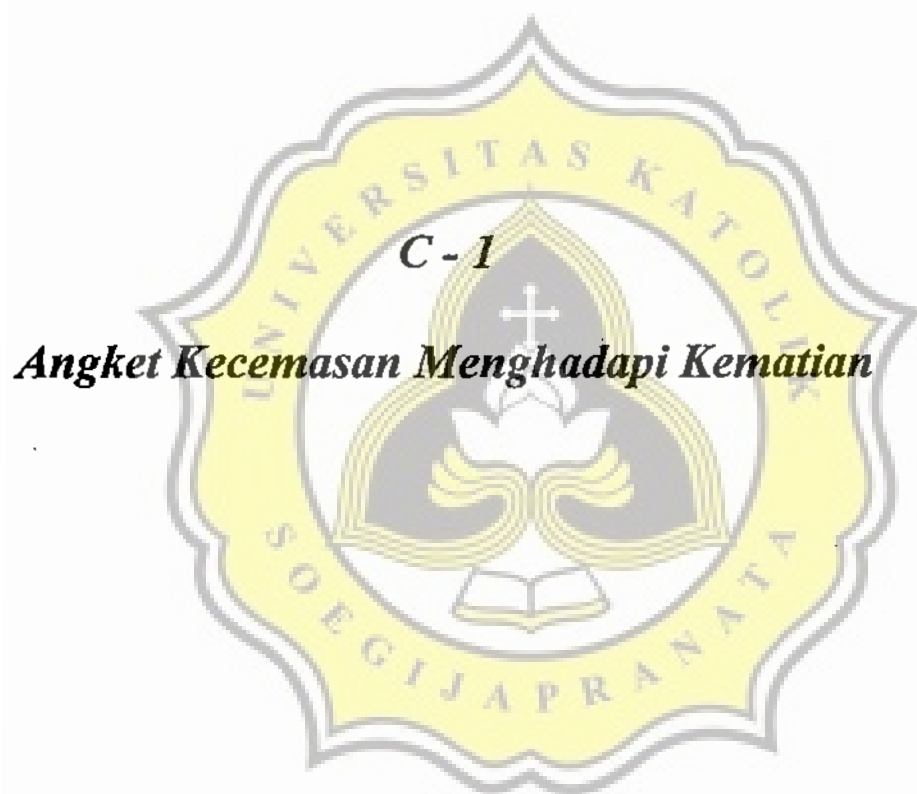 UNIVERSITAS KATOLIK
C - 1
Angket Kecemasan Menghadapi Kematian
SOEGIJAPRANATA